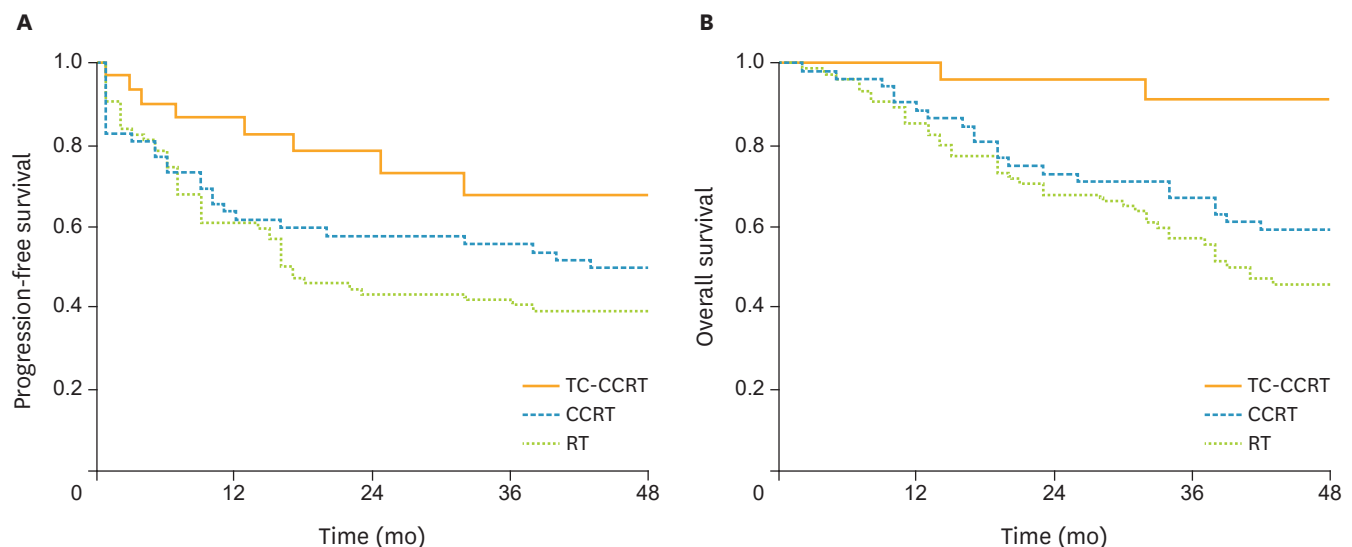 A
Progression-free survival
1.0
0.8
0.6
0.4
0.2
0
12
24
36
48
Time (mo)
TC-CCRT
CCRT
RT
B
Overall survival
1.0
0.8
0.6
0.4
0.2
0
12
24
36
48
Time (mo)
TC-CCRT
CCRT
RT